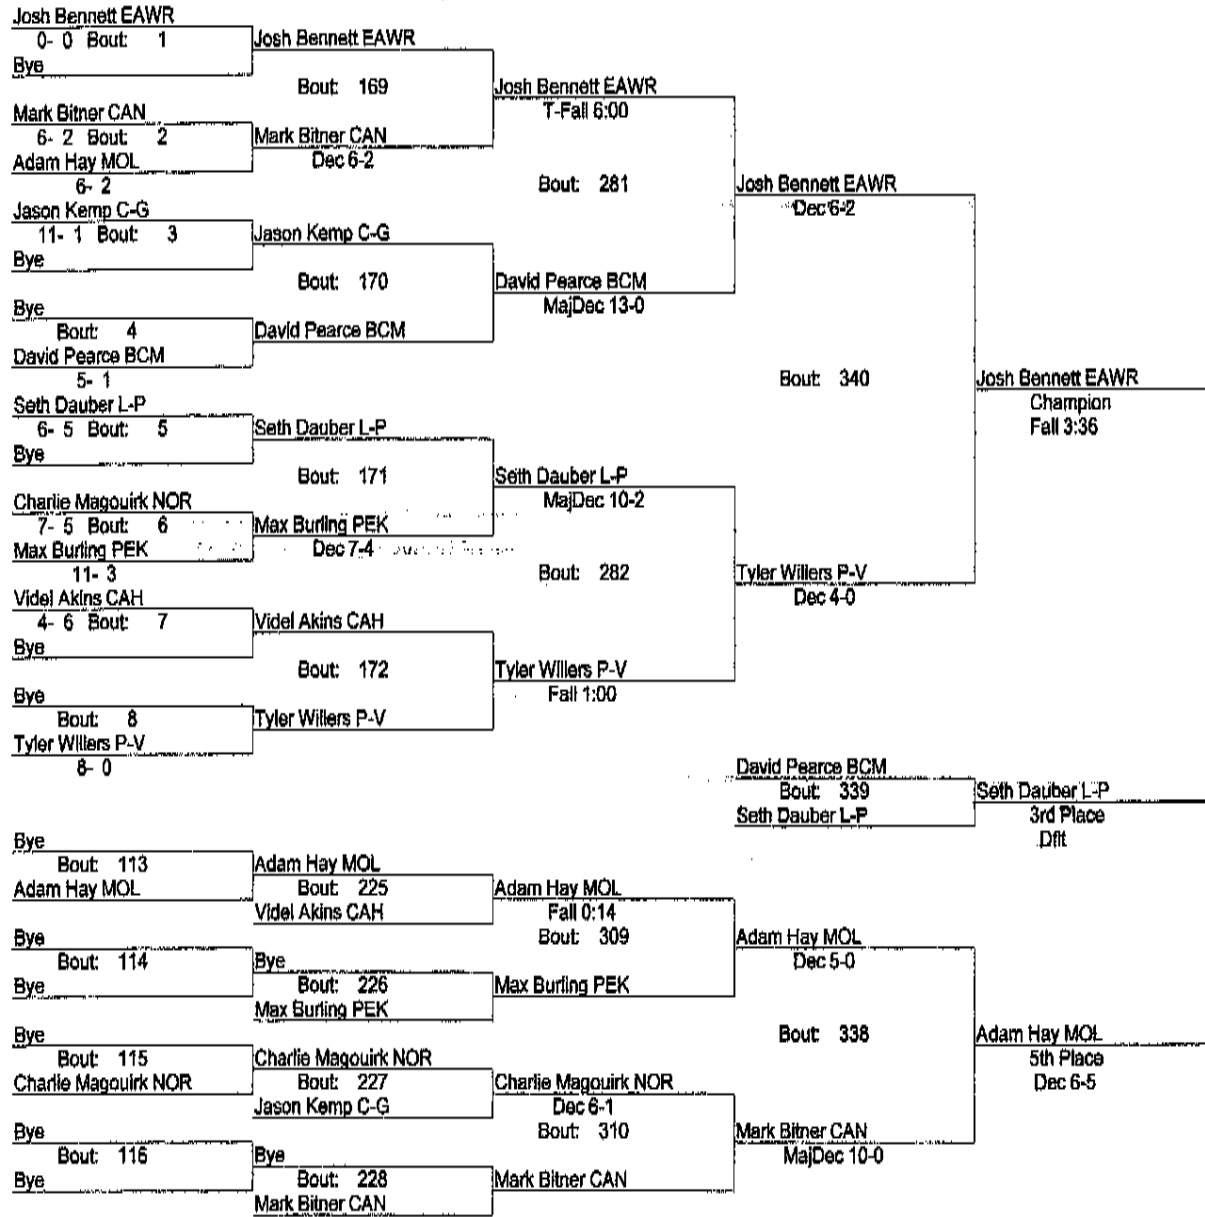 Josh Bennett EAWR
0- 0 Bout: 1
Bye
Mark Bitner CAN
6- 2 Bout: 2
Adam Hay MOL
6- 2
Jason Kemp C-G
11- 1 Bout: 3
Bye
Bye
Bout: 4
David Pearce BCM
5- 1
Seth Dauber L-P
6- 5 Bout: 5
Bye
Charlie Magouirk NOR
7- 5 Bout: 6
Max Burling PEK
11- 3
Videl Akins CAH
4- 6 Bout: 7
Bye
Bye
Bout: 8
Tyler Willers P-V
8- 0
Josh Bennett EAWR
Bout: 169
Mark Bitner CAN
Dec 6-2
Jason Kemp C-G
Bout: 170
David Pearce BCM
Seth Dauber L-P
Bout: 171
Max Burling PEK
Dec 7-4
Videl Akins CAH
Bout: 172
Tyler Willers P-V
Josh Bennett EAWR
T-Fall 6:00
Bout: 281
David Pearce BCM
MajDec 13-0
Seth Dauber L-P
MajDec 10-2
Bout: 282
Tyler Willers P-V
Fall 1:00
Josh Bennett EAWR
Dec 6-2
Bout: 340
Tyler Willers P-V
Dec 4-0
Josh Bennett EAWR
Champion
Fall 3:36
David Pearce BCM
Bout: 339
Seth Dauber L-P
Seth Dauber L-P
3rd Place
Dflt
Bye
Bout: 113
Adam Hay MOL
Bye
Bout: 114
Bye
Bye
Bout: 115
Charlie Magouirk NOR
Bye
Bout: 116
Bye
Adam Hay MOL
Bout: 225
Videl Akins CAH
Bye
Bout: 226
Max Burling PEK
Charlie Magouirk NOR
Bout: 227
Jason Kemp C-G
Bye
Bout: 228
Mark Bitner CAN
Adam Hay MOL
Fall 0:14
Bout: 309
Max Burling PEK
Charlie Magouirk NOR
Dec 6-1
Bout: 310
Mark Bitner CAN
Adam Hay MOL
Dec 5-0
Bout: 338
Mark Bitner CAN
MajDec 10-0
Adam Hay MOL
5th Place
Dec 6-5